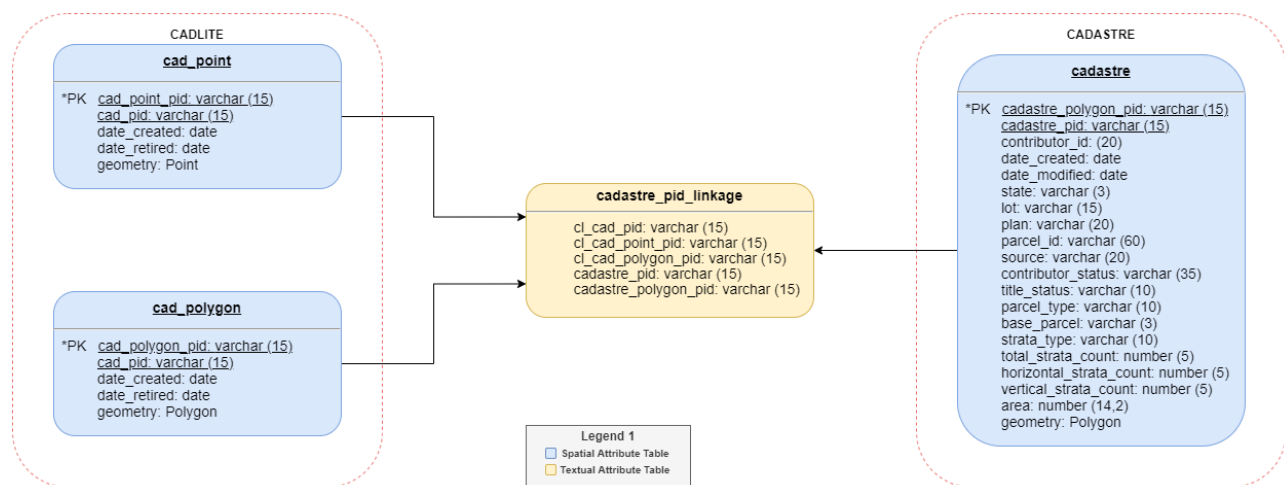 CADLITE
cad_point
*PK cad_point_pid: varchar (15)
cad_pid: varchar (15)
date_created: date
date_retired: date
geometry: Point
cad_polygon
*PK cad_polygon_pid: varchar (15)
cad_pid: varchar (15)
date_created: date
date_retired: date
geometry: Polygon
cadastre_pid_linkage
cl_cad_pid: varchar (15)
cl_cad_point_pid: varchar (15)
cl_cad_polygon_pid: varchar (15)
cadastre_pid: varchar (15)
cadastre_polygon_pid: varchar (15)
Legend 1
Spatial Attribute Table
Textual Attribute Table
CADASTRE
cadastre
*PK cadastre_polygon_pid: varchar (15)
cadastre_pid: varchar (15)
contributor_id: (20)
date_created: date
date_modified: date
state: varchar (3)
lot: varchar (15)
plan: varchar (20)
parcel_id: varchar (60)
source: varchar (20)
contributor_status: varchar (35)
title_status: varchar (10)
parcel_type: varchar (10)
base_parcel: varchar (3)
strata_type: varchar (10)
total_strata_count: number (5)
horizontal_strata_count: number (5)
vertical_strata_count: number (5)
area: number (14,2)
geometry: Polygon